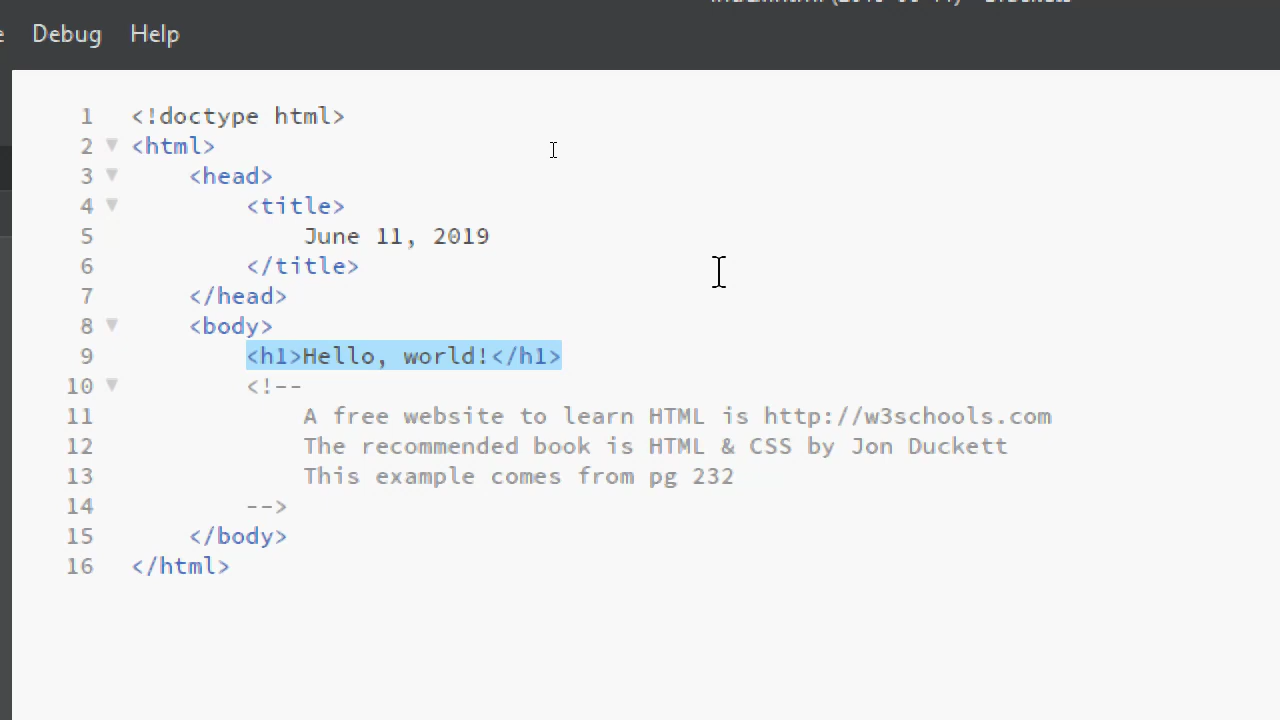 Debug Help
1 <!doctype html>
2 <html>
3 <head>
4 <title>
5 June 11, 2019
6 </title>
7 </head>
8 <body>
9 <h1>Hello, world!</h1>
10 <!--
11 A free website to learn HTML is http://w3schools.com
12 The recommended book is HTML & CSS by Jon Duckett
13 This example comes from pg 232
14 -->
15 </body>
16 </html>